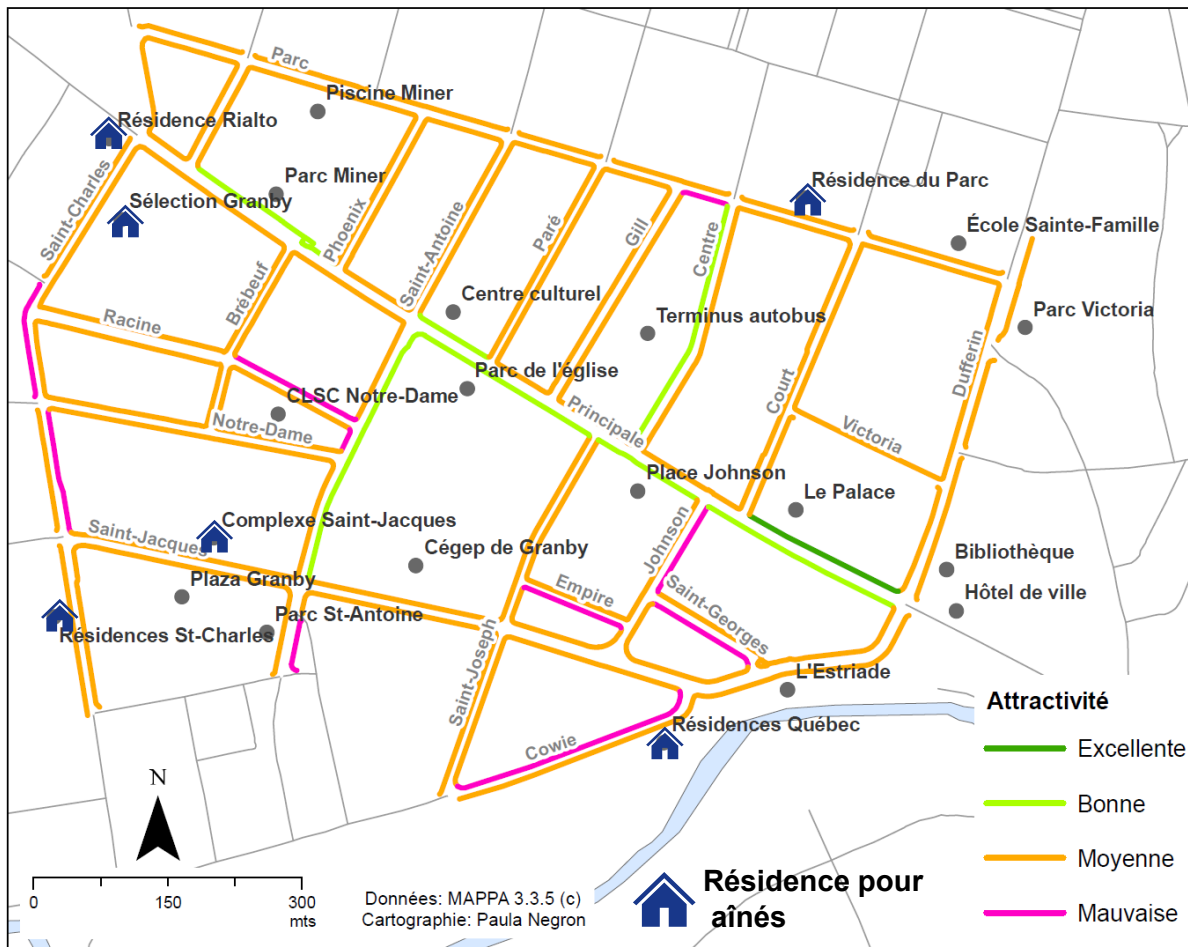 Parc
Piscine Miner
Résidence Rialto
Parc Miner
Résidence du Parc
Saint-Charles
Sélection Granby
Phoenix
Saint-Antoine
Paré
Gill
Centre
École Sainte-Famille
Brébeuf
Centre culturel
Terminus autobus
Parc Victoria
Racine
Dufferin
Parc de l'église
Court
CLSC Notre-Dame
Notre-Dame
Principale
Victoria
Place Johnson
Le Palace
Saint-Jacques
Complexe Saint-Jacques
Cégep de Granby
Johnson
Bibliothèque
Plaza Granby
Empire
Saint-Georges
Hôtel de ville
Parc St-Antoine
Résidences St-Charles
Saint-Joseph
L'Estriade
Résidences Québec
Cowie
Attractivité
Excellente
Bonne
Moyenne
Mauvaise
N
0 150 300
mts
Données: MAPPA 3.3.5 (c)
Cartographie: Paula Negron
Résidence pour
aînés